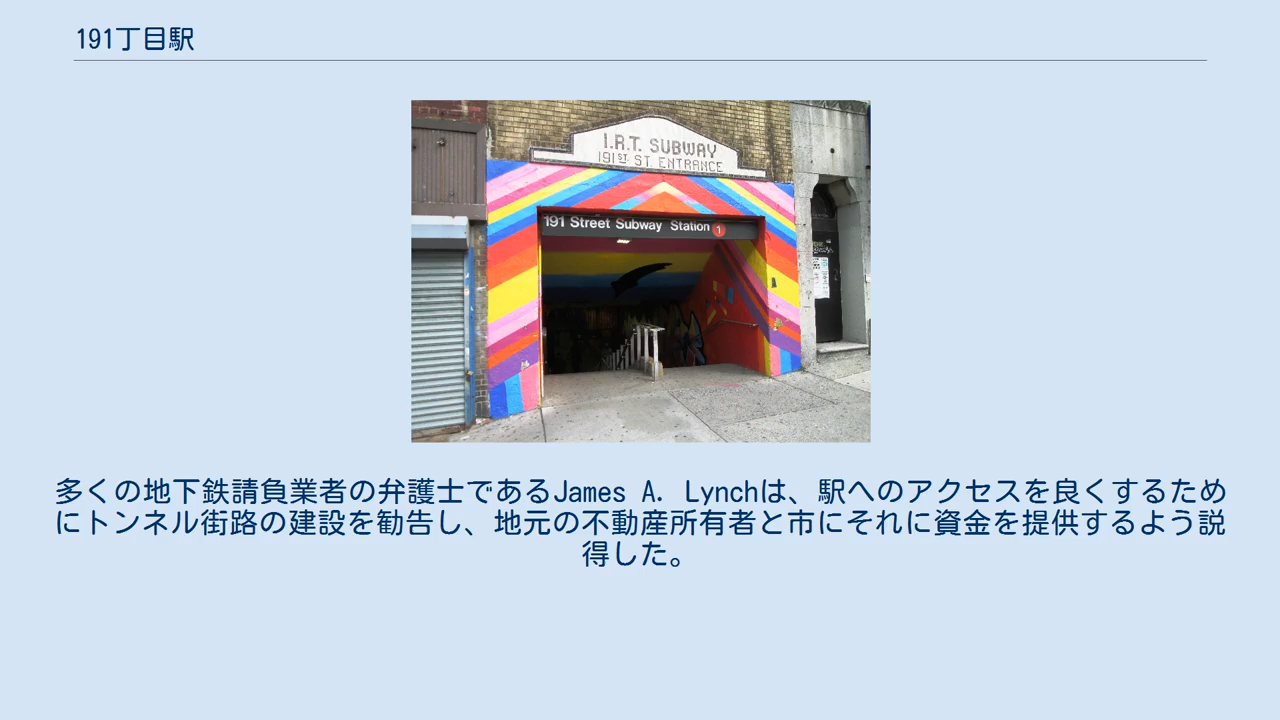 191丁目駅
I.R.T. SUBWAY
191ST ST. ENTRANCE
191 Street Subway Station 1
多くの地下鉄請負業者の弁護士であるJames A. Lynchは、駅へのアクセスを良くするため
にトンネル街路の建設を勧告し、地元の不動産所有者と市にそれに資金を提供するよう説
得した。